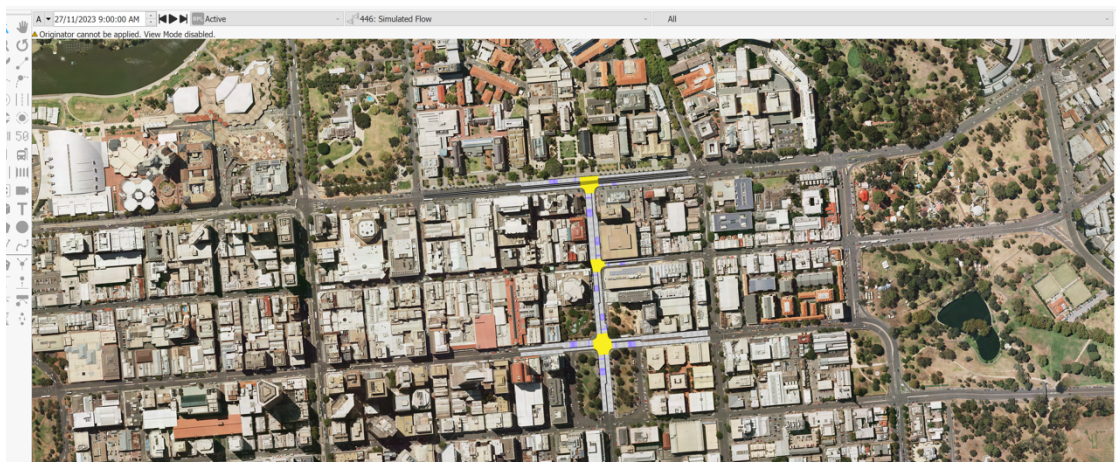 A 27/11/2023 9:00:00 AM Active 446: Simulated Flow All
Originator cannot be applied. View Mode disabled.
50
T